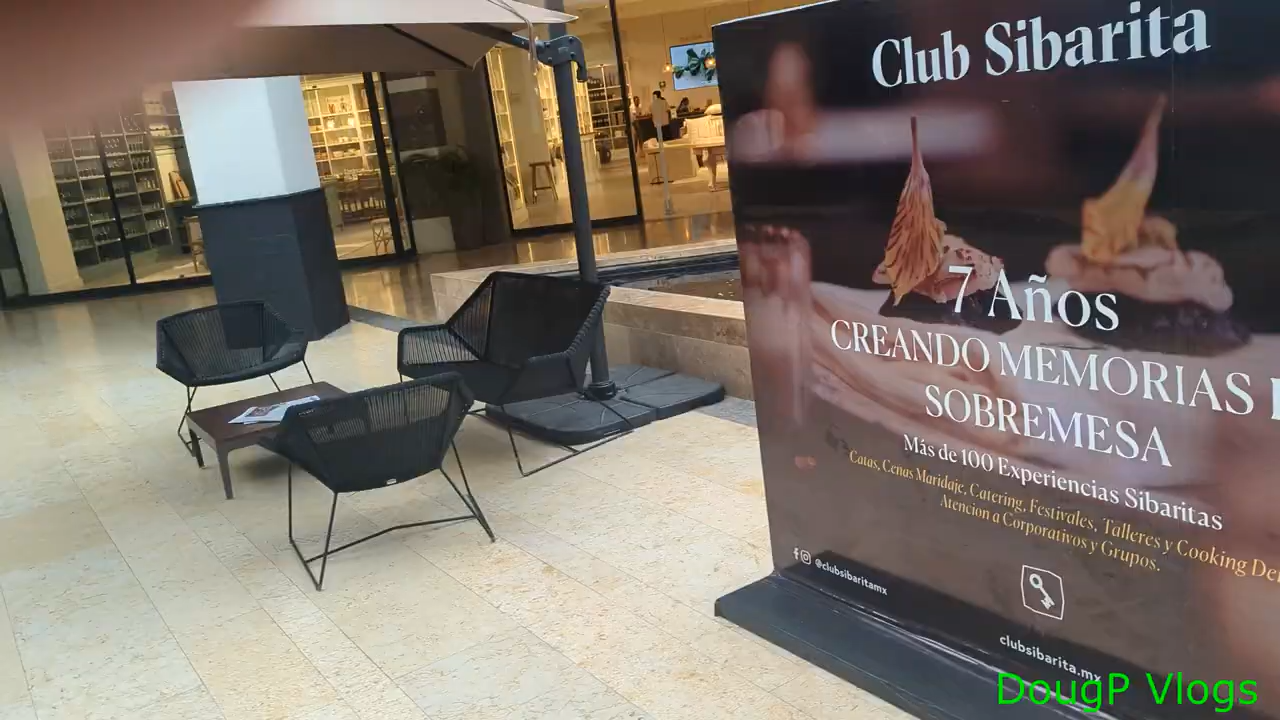 Club Sibarita
7 Años
CREANDO MEMORIAS
SOBREMESA
Más de 100 Experiencias Sibaritas
Catas, Cenas Maridaje, Catering, Festivales, Talleres y Cooking
Atencion a Corporativos y Grupos.
@clubsibaritamx
clubsibarita.mx
DougP Vlogs